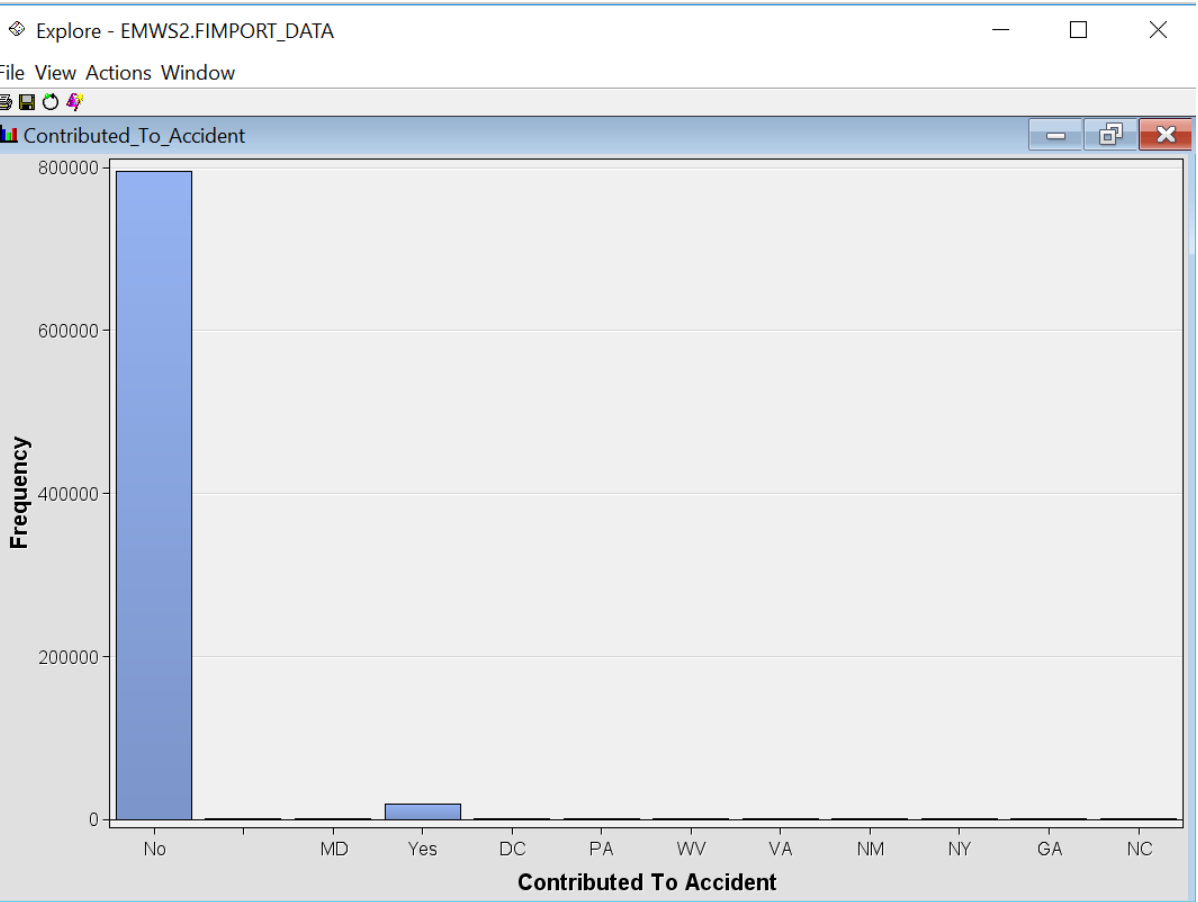 Explore - EMWS2.FIMPORT_DATA
File View Actions Window
Contributed_To_Accident
800000
600000
400000
200000
0
Frequency
No MD Yes DC PA WV VA NM NY GA NC
Contributed To Accident